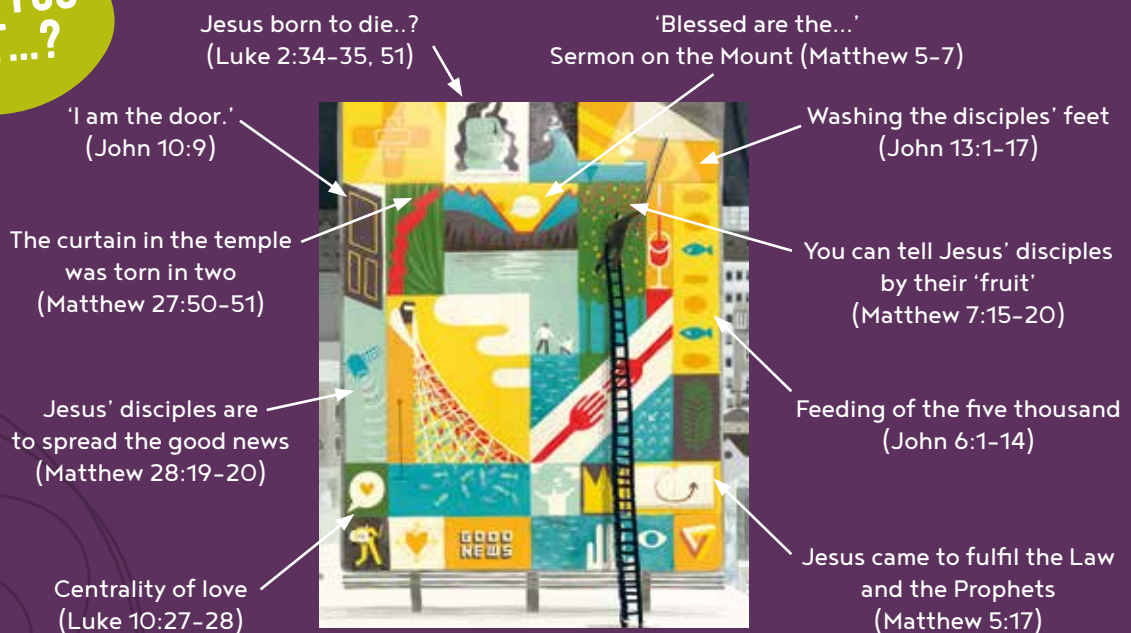 ...?
Jesus born to die..?
(Luke 2:34–35, 51)
'Blessed are the...'
Sermon on the Mount (Matthew 5–7)
'I am the door.'
(John 10:9)
Washing the disciples' feet
(John 13:1–17)
The curtain in the temple
was torn in two
(Matthew 27:50–51)
You can tell Jesus' disciples
by their 'fruit'
(Matthew 7:15–20)
Jesus' disciples are
to spread the good news
(Matthew 28:19–20)
Feeding of the five thousand
(John 6:1–14)
GOOD
NEWS
Centrality of love
(Luke 10:27–28)
Jesus came to fulfil the Law
and the Prophets
(Matthew 5:17)